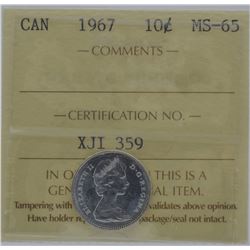 CAN 1967 10¢ MS-65
— COMMENTS —
— CERTIFICATION NO. —
XJI 359
IN O THIS IS A
GEN AL ITEM.
Tampering with validates above opinion.
Have holder re package/seal not intact.
ELIZABETH II D·G·REGINA